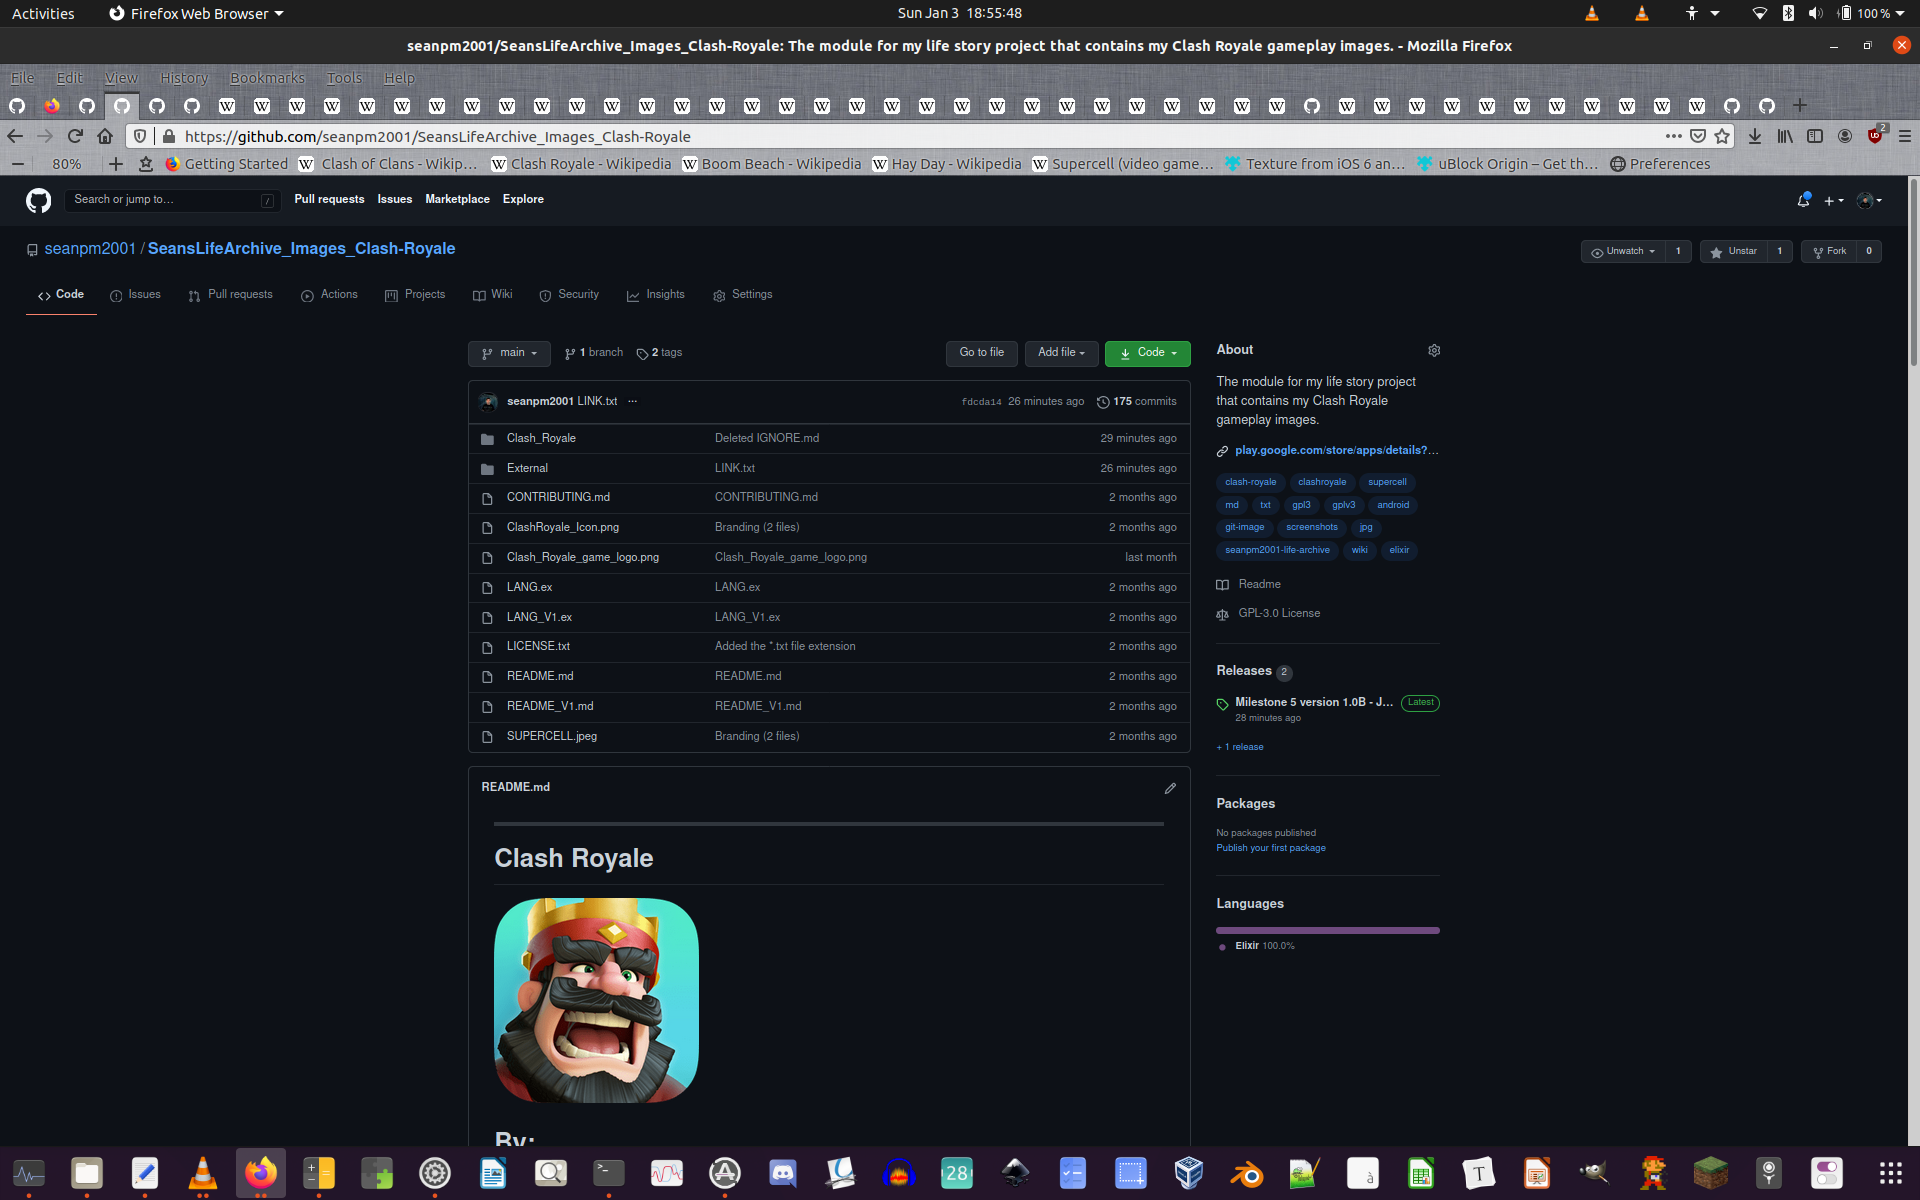 Activities Firefox Web Browser Sun Jan 3 18:55:48 100 %
seanpm2001/SeansLifeArchive_Images_Clash-Royale: The module for my life story project that contains my Clash Royale gameplay images. - Mozilla Firefox
File Edit View History Bookmarks Tools Help
https://github.com/seanpm2001/SeansLifeArchive_Images_Clash-Royale 2
80% Getting Started Clash of Clans - Wikip… Clash Royale - Wikipedia Boom Beach - Wikipedia Hay Day - Wikipedia Supercell (video game… Texture from iOS 6 an… uBlock Origin – Get th… Preferences
Search or jump to… / Pull requests Issues Marketplace Explore
seanpm2001 / SeansLifeArchive_Images_Clash-Royale Unwatch 1 Unstar 1 Fork 0
Code Issues Pull requests Actions Projects Wiki Security Insights Settings
main 1 branch 2 tags Go to file Add file Code
seanpm2001 LINK.txt … fdcda14 26 minutes ago 175 commits
Clash_Royale Deleted IGNORE.md 29 minutes ago
External LINK.txt 26 minutes ago
CONTRIBUTING.md CONTRIBUTING.md 2 months ago
ClashRoyale_Icon.png Branding (2 files) 2 months ago
Clash_Royale_game_logo.png Clash_Royale_game_logo.png last month
LANG.ex LANG.ex 2 months ago
LANG_V1.ex LANG_V1.ex 2 months ago
LICENSE.txt Added the *.txt file extension 2 months ago
README.md README.md 2 months ago
README_V1.md README_V1.md 2 months ago
SUPERCELL.jpeg Branding (2 files) 2 months ago
README.md
Clash Royale
By:
About
The module for my life story project
that contains my Clash Royale
gameplay images.
play.google.com/store/apps/details?…
clash-royale clashroyale supercell
md txt gpl3 gplv3 android
git-image screenshots jpg
seanpm2001-life-archive wiki elixir
Readme
GPL-3.0 License
Releases 2
Milestone 5 version 1.0B - J… Latest
28 minutes ago
+ 1 release
Packages
No packages published
Publish your first package
Languages
Elixir 100.0%
28